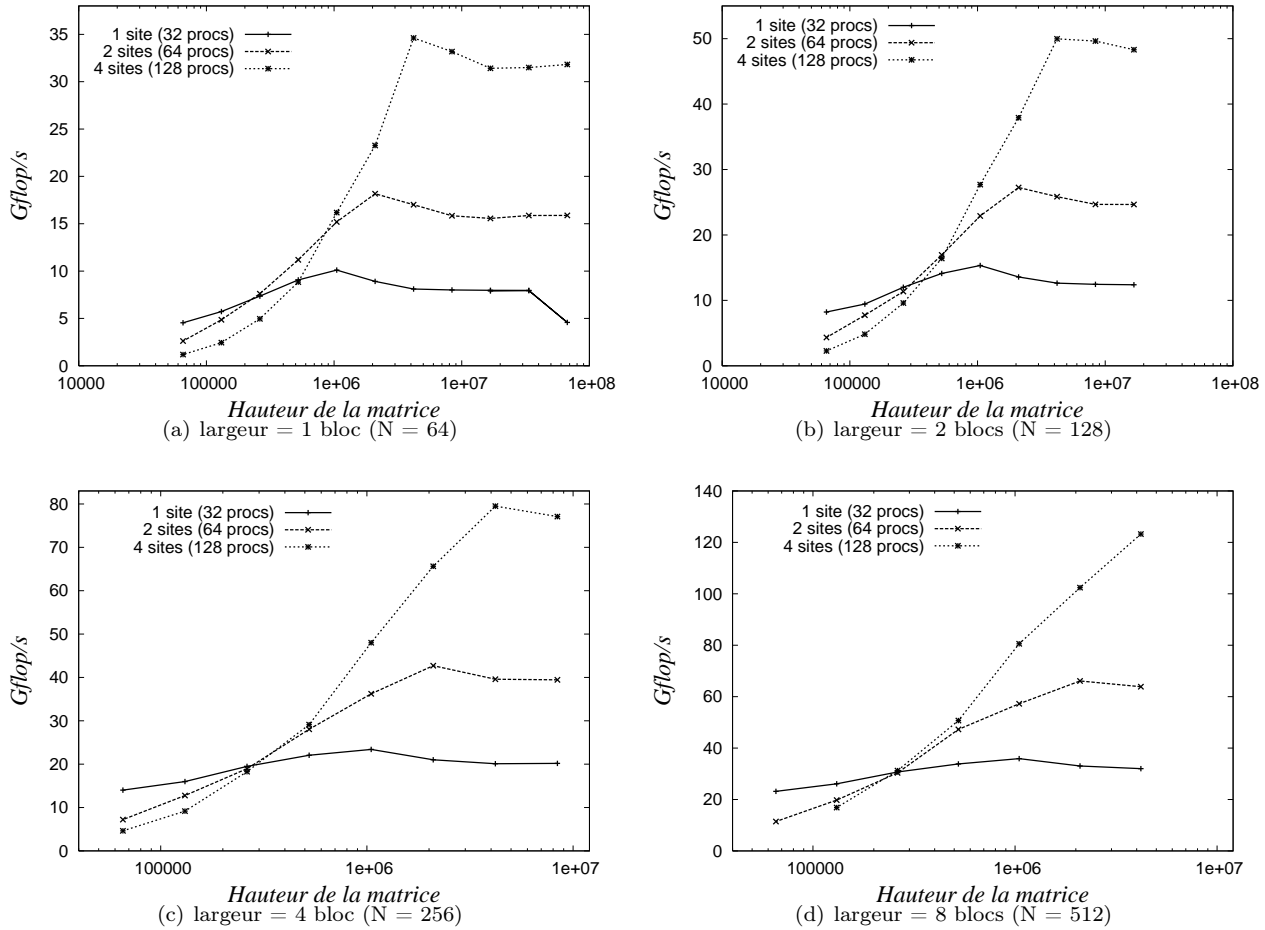 35
30
25
20
15
10
5
0
1 site (32 procs)
2 sites (64 procs)
4 sites (128 procs)
Gflop/s
10000
100000
1e+06
1e+07
1e+08
Hauteur de la matrice
(a) largeur = 1 bloc (N = 64)
50
40
30
20
10
0
1 site (32 procs)
2 sites (64 procs)
4 sites (128 procs)
Gflop/s
10000
100000
1e+06
1e+07
1e+08
Hauteur de la matrice
(b) largeur = 2 blocs (N = 128)
80
70
60
50
40
30
20
10
0
1 site (32 procs)
2 sites (64 procs)
4 sites (128 procs)
Gflop/s
100000
1e+06
1e+07
Hauteur de la matrice
(c) largeur = 4 bloc (N = 256)
140
120
100
80
60
40
20
0
1 site (32 procs)
2 sites (64 procs)
4 sites (128 procs)
Gflop/s
100000
1e+06
1e+07
Hauteur de la matrice
(d) largeur = 8 blocs (N = 512)